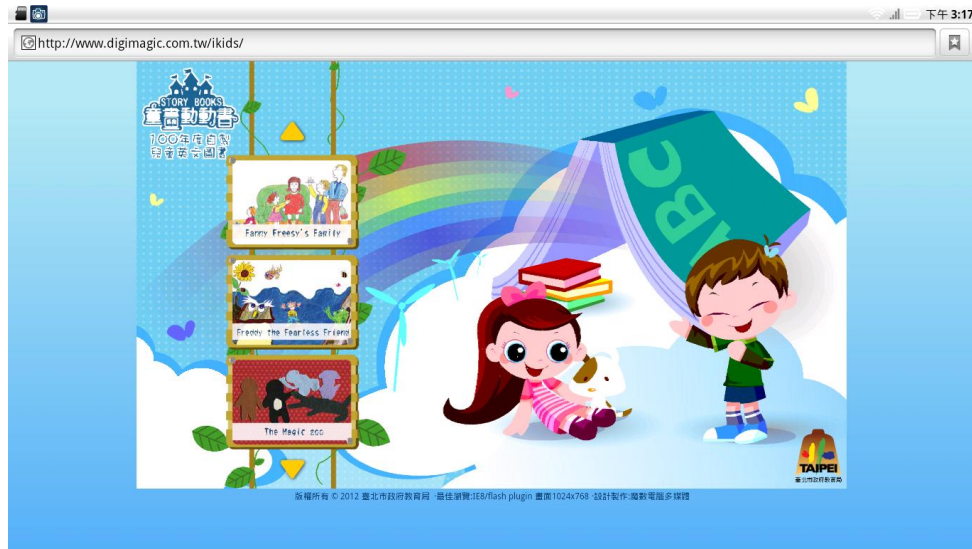 下午 3:17
http://www.digimagic.com.tw/ikids/
STORY BOOKS
童書動動書
100年度自製
兒童英文圖書
Fanny Freesy's Family
Freddy the Fearless Friend
The Magic zoo
ABC
TAIPEI
臺北市政府教育局
版權所有 © 2012 臺北市政府教育局 ‧最佳瀏覽:IE8/flash plugin 畫面1024x768 ‧設計製作:魔數電腦多媒體